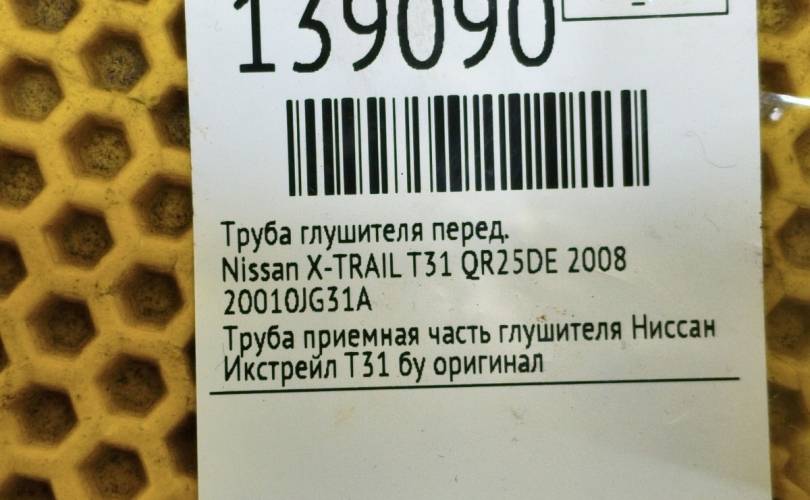 139090
Труба глушителя перед.
Nissan X-TRAIL T31 QR25DE 2008
20010JG31A
Труба приемная часть глушителя Ниссан
Икстрейл Т31 бу оригинал